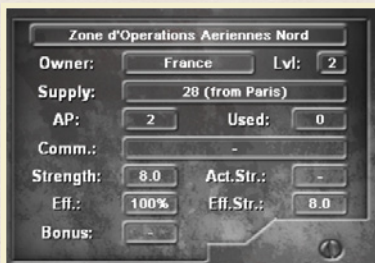 Zone d'Operations Aeriennes Nord
Owner: France Lvl: 2
Supply: 28 (from Paris)
AP: 2 Used: 0
Comm.: -
Strength: 8.0 Act.Str.: -
Eff.: 100% Eff.Str.: 8.0
Bonus: -